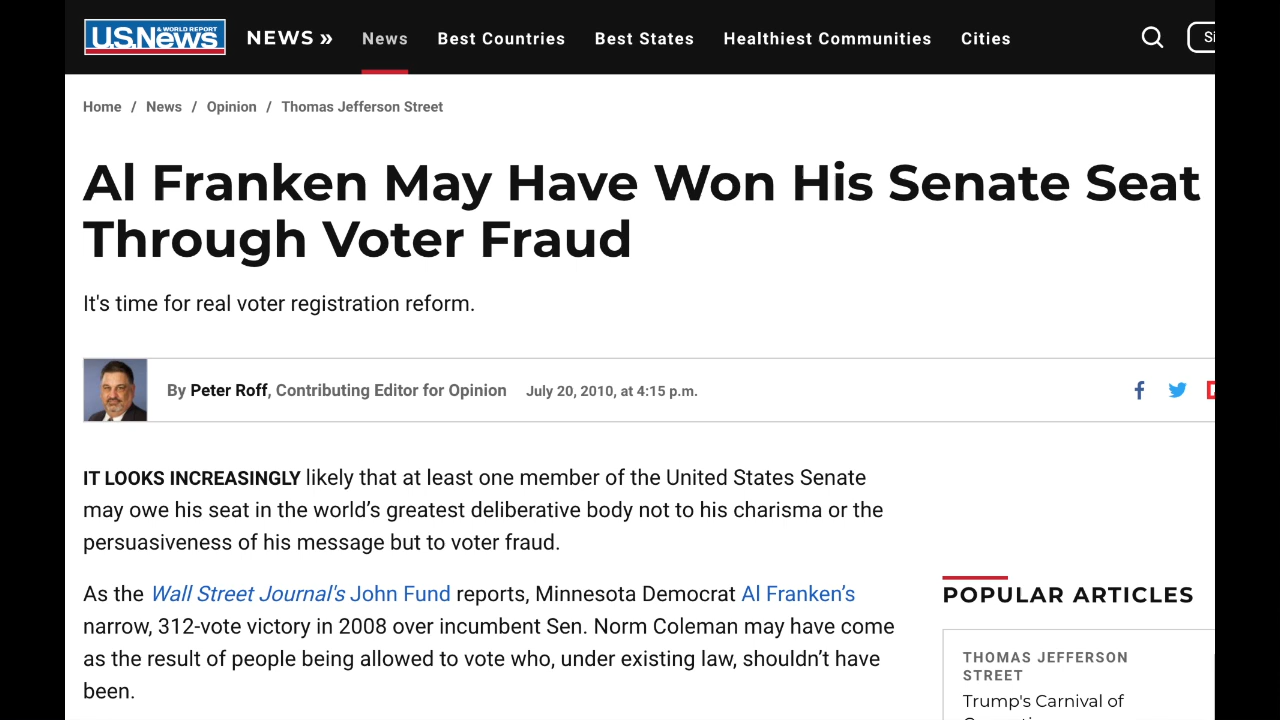 U.S.News & WORLD REPORT
NEWS »
News
Best Countries
Best States
Healthiest Communities
Cities
Si
Home / News / Opinion / Thomas Jefferson Street
Al Franken May Have Won His Senate Seat
Through Voter Fraud
It's time for real voter registration reform.
By Peter Roff, Contributing Editor for Opinion July 20, 2010, at 4:15 p.m.
IT LOOKS INCREASINGLY likely that at least one member of the United States Senate
may owe his seat in the world’s greatest deliberative body not to his charisma or the
persuasiveness of his message but to voter fraud.
As the Wall Street Journal's John Fund reports, Minnesota Democrat Al Franken’s
narrow, 312-vote victory in 2008 over incumbent Sen. Norm Coleman may have come
as the result of people being allowed to vote who, under existing law, shouldn’t have
been.
POPULAR ARTICLES
THOMAS JEFFERSON
STREET
Trump's Carnival of